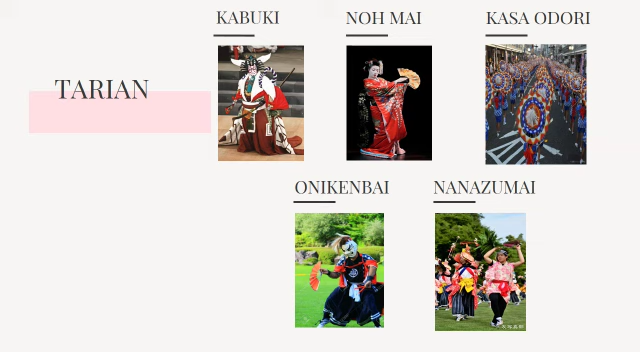 TARIAN
KABUKI
NOH MAI
KASA ODORI
ONIKENBAI
NANAZUMAI